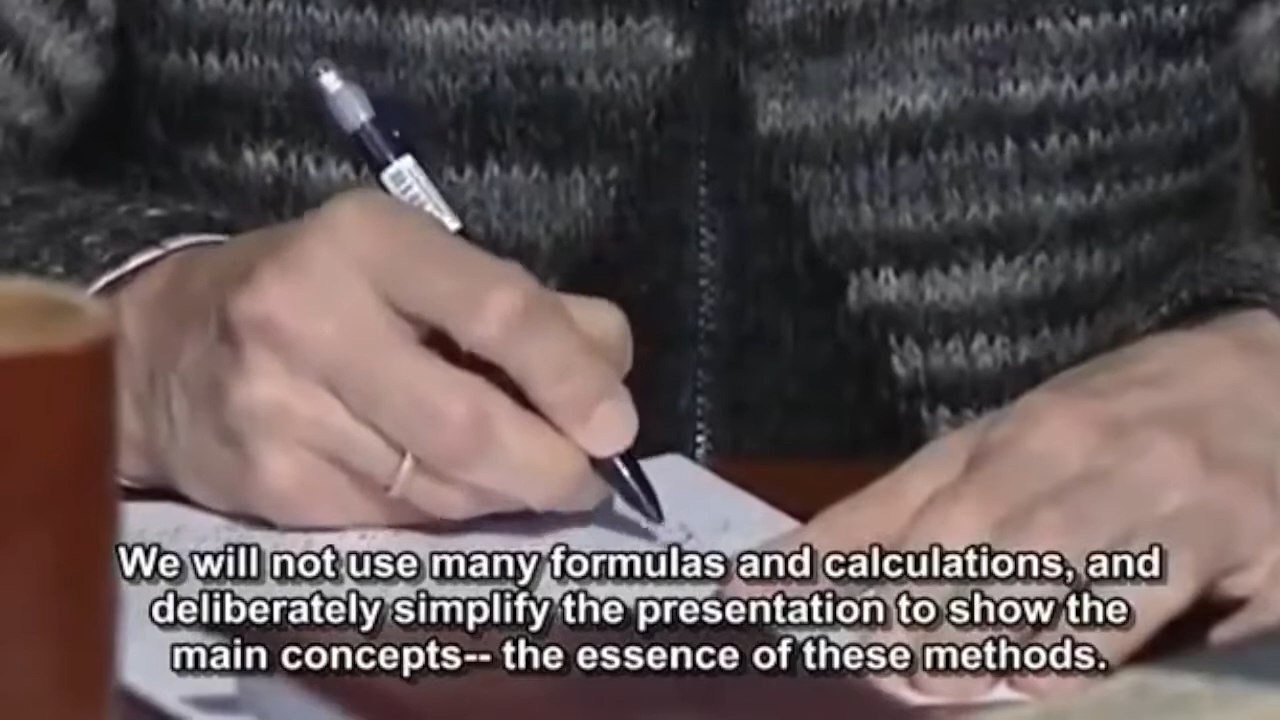 We will not use many formulas and calculations, and
deliberately simplify the presentation to show the
main concepts-- the essence of these methods.